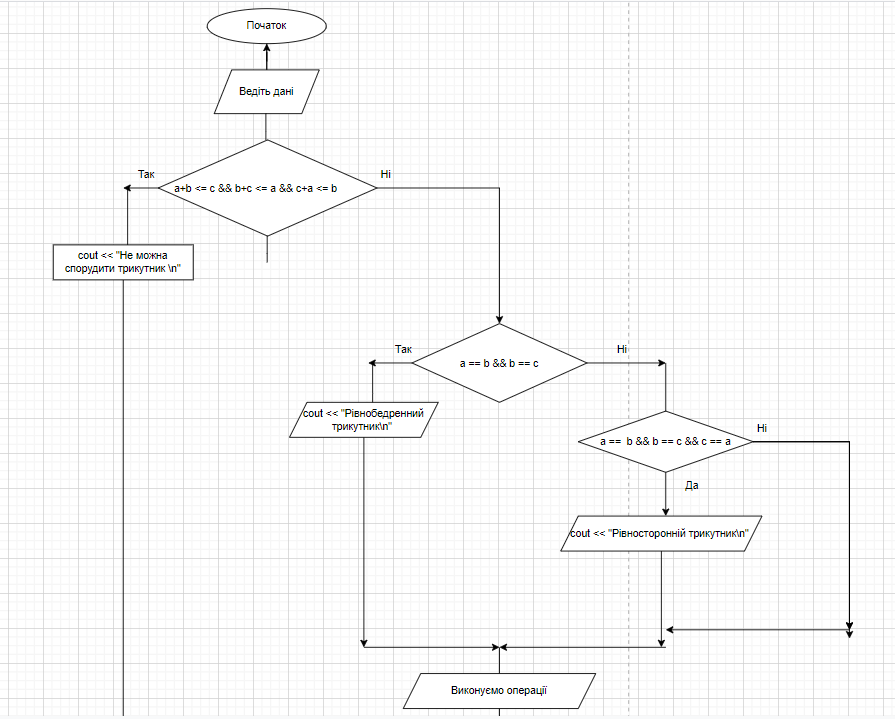 Початок
Ведіть дані
Так
Ні
a+b <= c && b+c <= a && c+a <= b
cout << "Не можна
спорудити трикутник \n"
Так
Ні
a == b && b == c
cout << "Рівнобедренний
трикутник\n"
Ні
a == b && b == c && c == a
Да
cout << "Рівносторонній трикутник\n"
Виконуємо операції